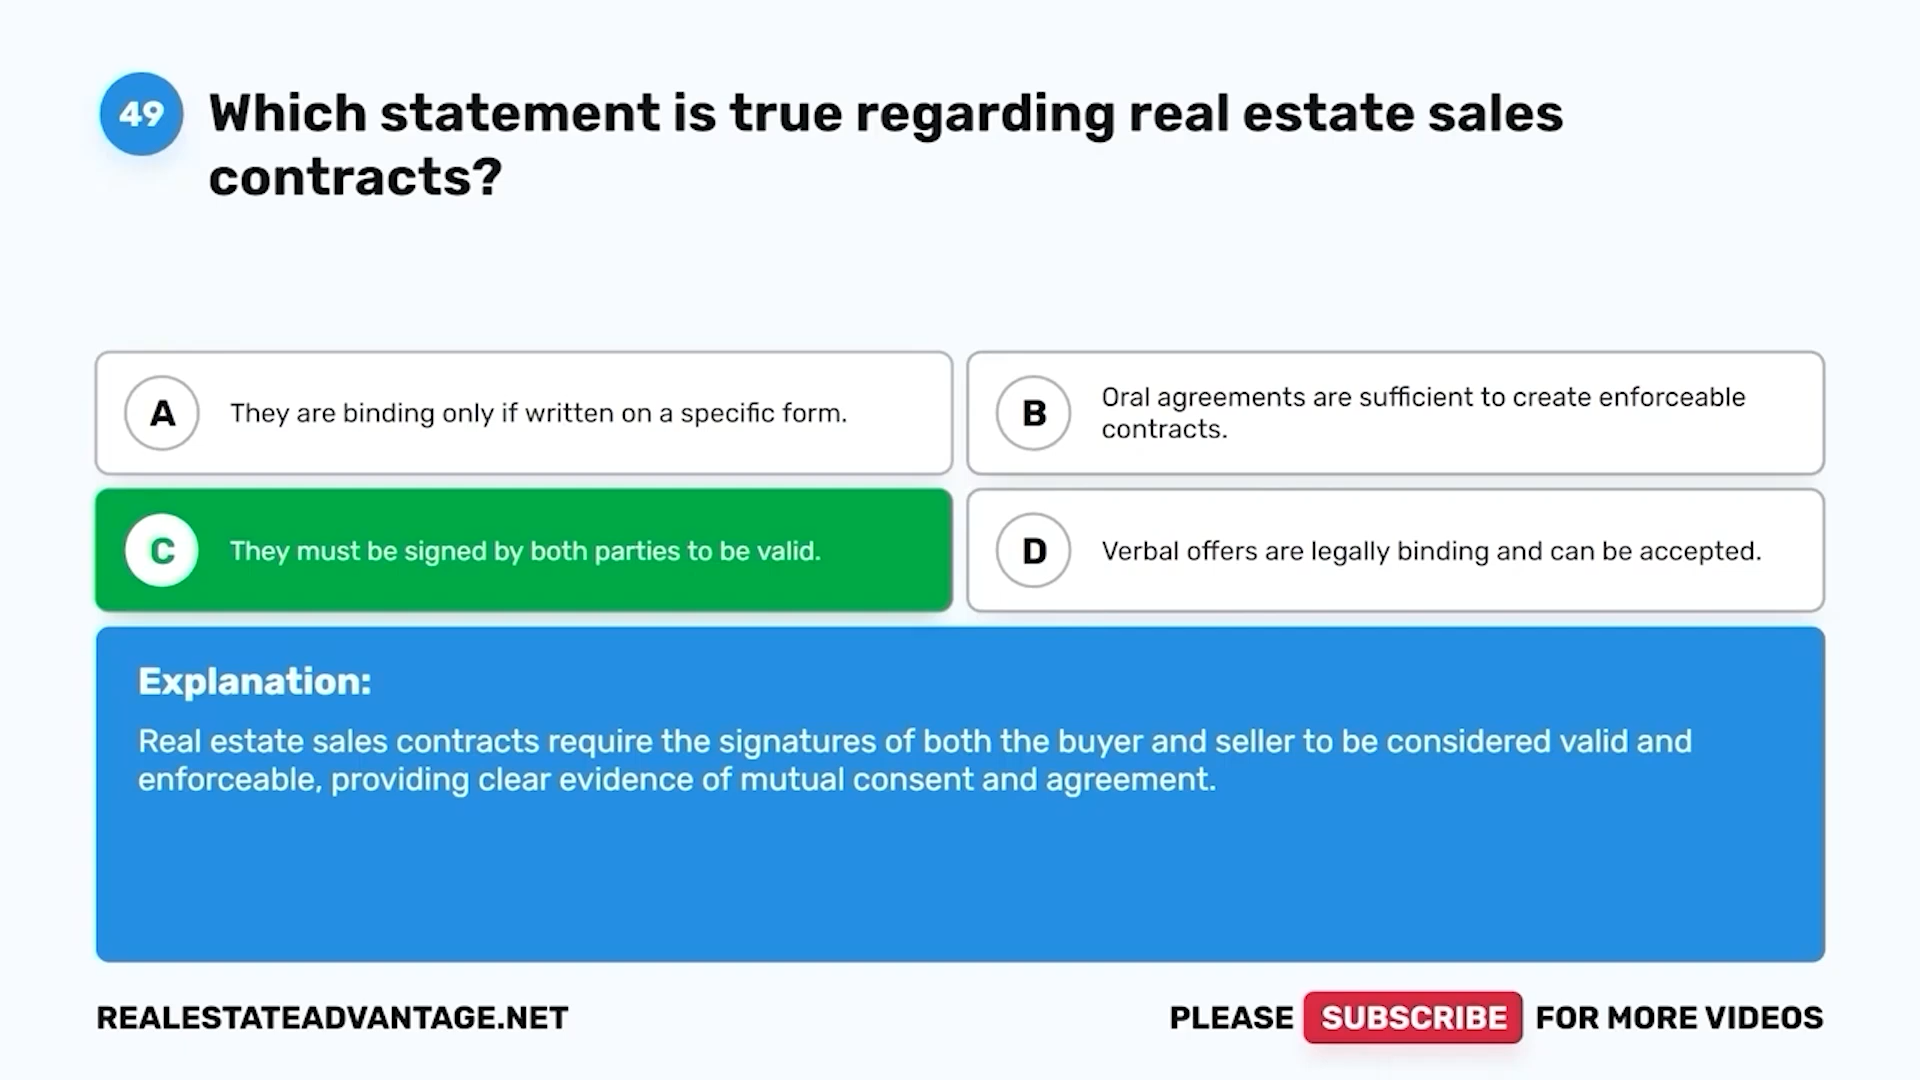 49
Which statement is true regarding real estate sales
contracts?
A
They are binding only if written on a specific form.
B
Oral agreements are sufficient to create enforceable
contracts.
C
They must be signed by both parties to be valid.
D
Verbal offers are legally binding and can be accepted.
Explanation:
Real estate sales contracts require the signatures of both the buyer and seller to be considered valid and
enforceable, providing clear evidence of mutual consent and agreement.
REALESTATEADVANTAGE.NET
PLEASE SUBSCRIBE FOR MORE VIDEOS